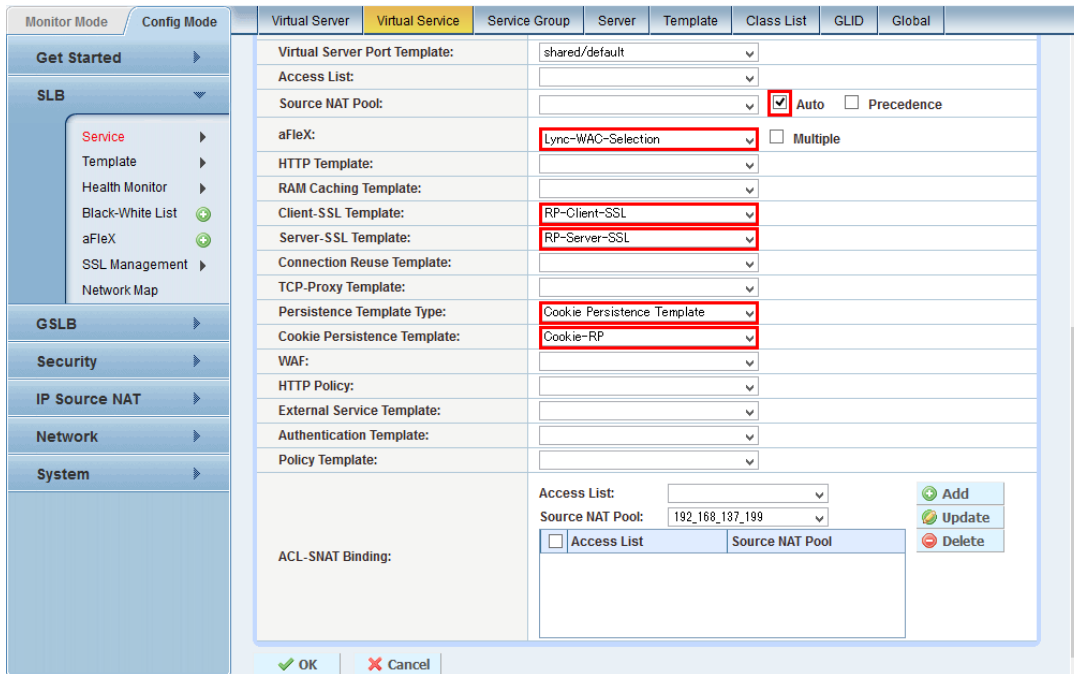 Monitor Mode Config Mode
Virtual Server Virtual Service Service Group Server Template Class List GLID Global
Get Started
SLB
Service
Template
Health Monitor
Black-White List
aFleX
SSL Management
Network Map
GSLB
Security
IP Source NAT
Network
System
Virtual Server Port Template: shared/default
Access List:
Source NAT Pool: Auto Precedence
aFleX: Lync-WAC-Selection Multiple
HTTP Template:
RAM Caching Template:
Client-SSL Template: RP-Client-SSL
Server-SSL Template: RP-Server-SSL
Connection Reuse Template:
TCP-Proxy Template:
Persistence Template Type: Cookie Persistence Template
Cookie Persistence Template: Cookie-RP
WAF:
HTTP Policy:
External Service Template:
Authentication Template:
Policy Template:
ACL-SNAT Binding:
Access List: Add
Source NAT Pool: 192_168_137_199 Update
Access List Source NAT Pool Delete
OK Cancel